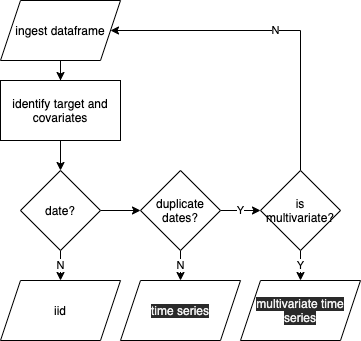 ingest dataframe
N
identify target and
covariates
date?
duplicate
dates?
Y
is
multivariate?
N
N
Y
iid
time series
multivariate time
series